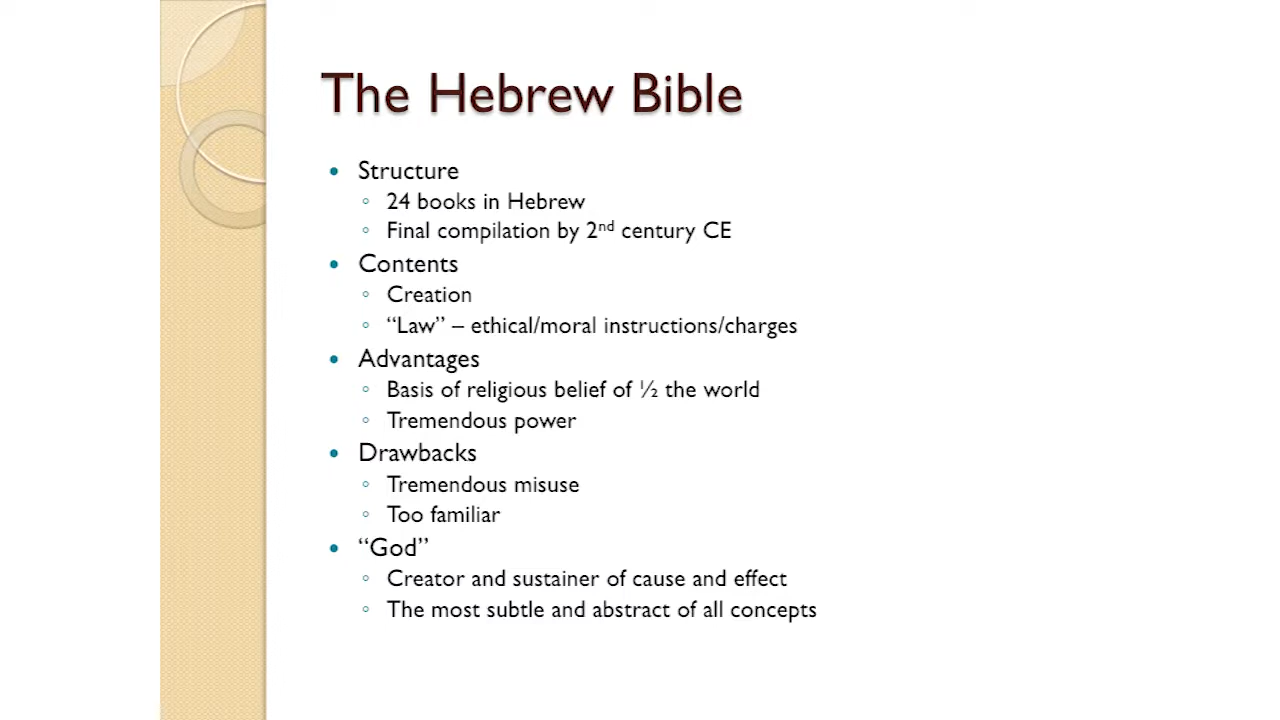 The Hebrew Bible
• Structure
◦ 24 books in Hebrew
◦ Final compilation by 2nd century CE
• Contents
◦ Creation
◦ “Law” – ethical/moral instructions/charges
• Advantages
◦ Basis of religious belief of ½ the world
◦ Tremendous power
• Drawbacks
◦ Tremendous misuse
◦ Too familiar
• “God”
◦ Creator and sustainer of cause and effect
◦ The most subtle and abstract of all concepts